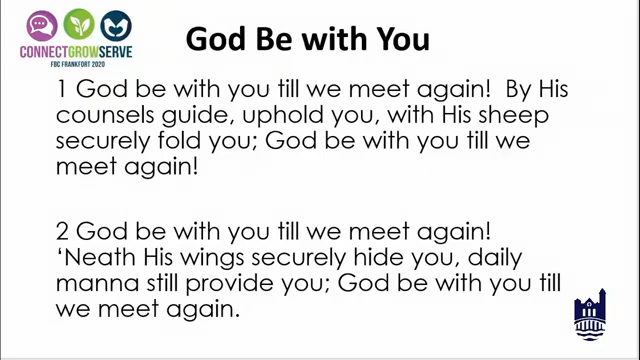 CONNECTGROWSERVE
FBC FRANKFORT 2020
God Be with You
1 God be with you till we meet again!  By His
counsels guide, uphold you, with His sheep
securely fold you; God be with you till we
meet again!
2 God be with you till we meet again!
‘Neath His wings securely hide you, daily
manna still provide you; God be with you till
we meet again.